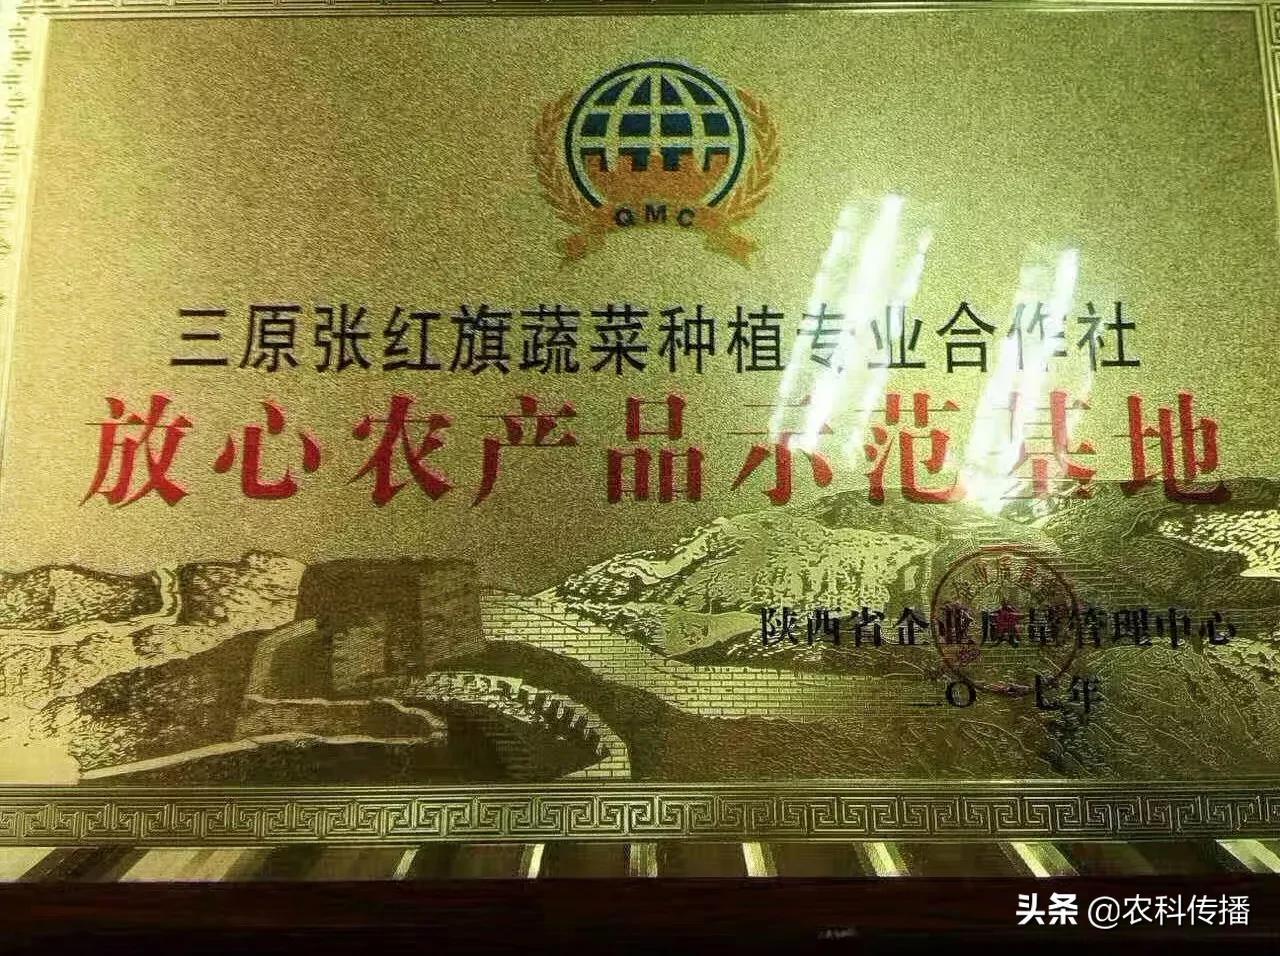 QMC
三原张红旗蔬菜种植专业合作社
放心农产品示范基地
陕西省企业质量管理中心
二〇一七年
头条 @农科传播